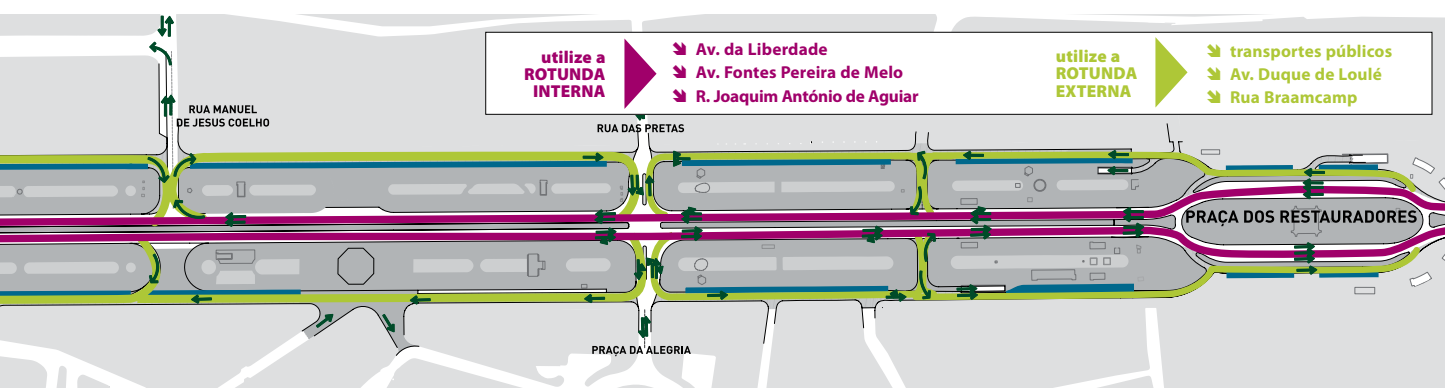 utilize a
ROTUNDA
INTERNA
Av. da Liberdade
Av. Fontes Pereira de Melo
R. Joaquim António de Aguiar
utilize a
ROTUNDA
EXTERNA
transportes públicos
Av. Duque de Loulé
Rua Braamcamp
RUA MANUEL
DE JESUS COELHO
RUA DAS PRETAS
PRAÇA DOS RESTAURADORES
PRAÇA DA ALEGRIA